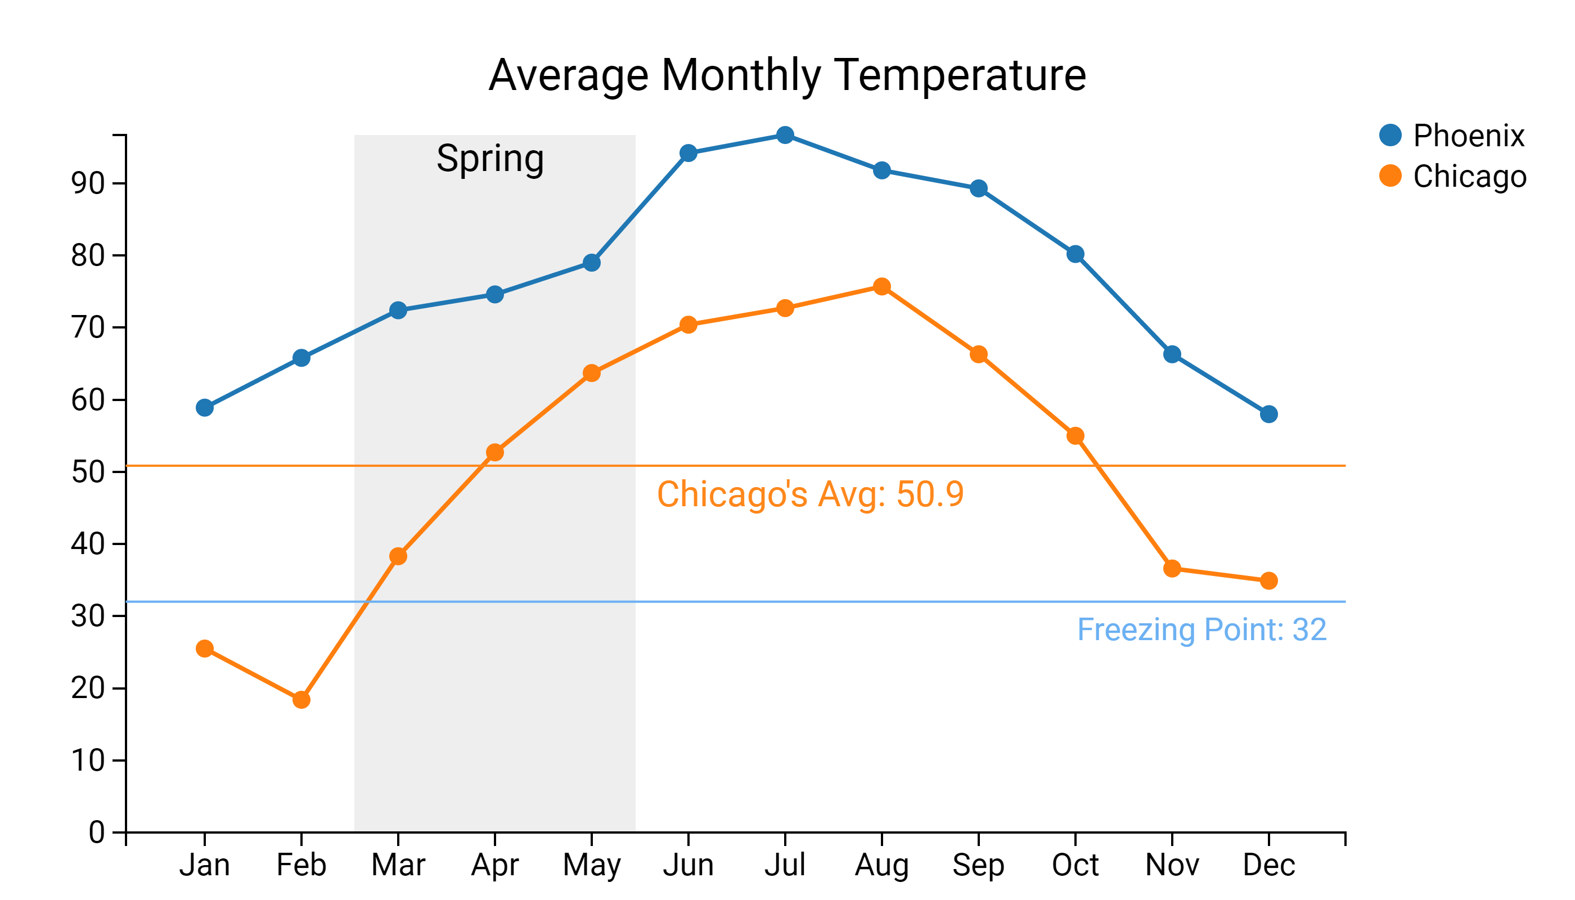 Average Monthly Temperature
Phoenix
Chicago
Spring
90
80
70
60
50
40
30
20
10
0
Chicago's Avg: 50.9
Freezing Point: 32
Jan Feb Mar Apr May Jun Jul Aug Sep Oct Nov Dec